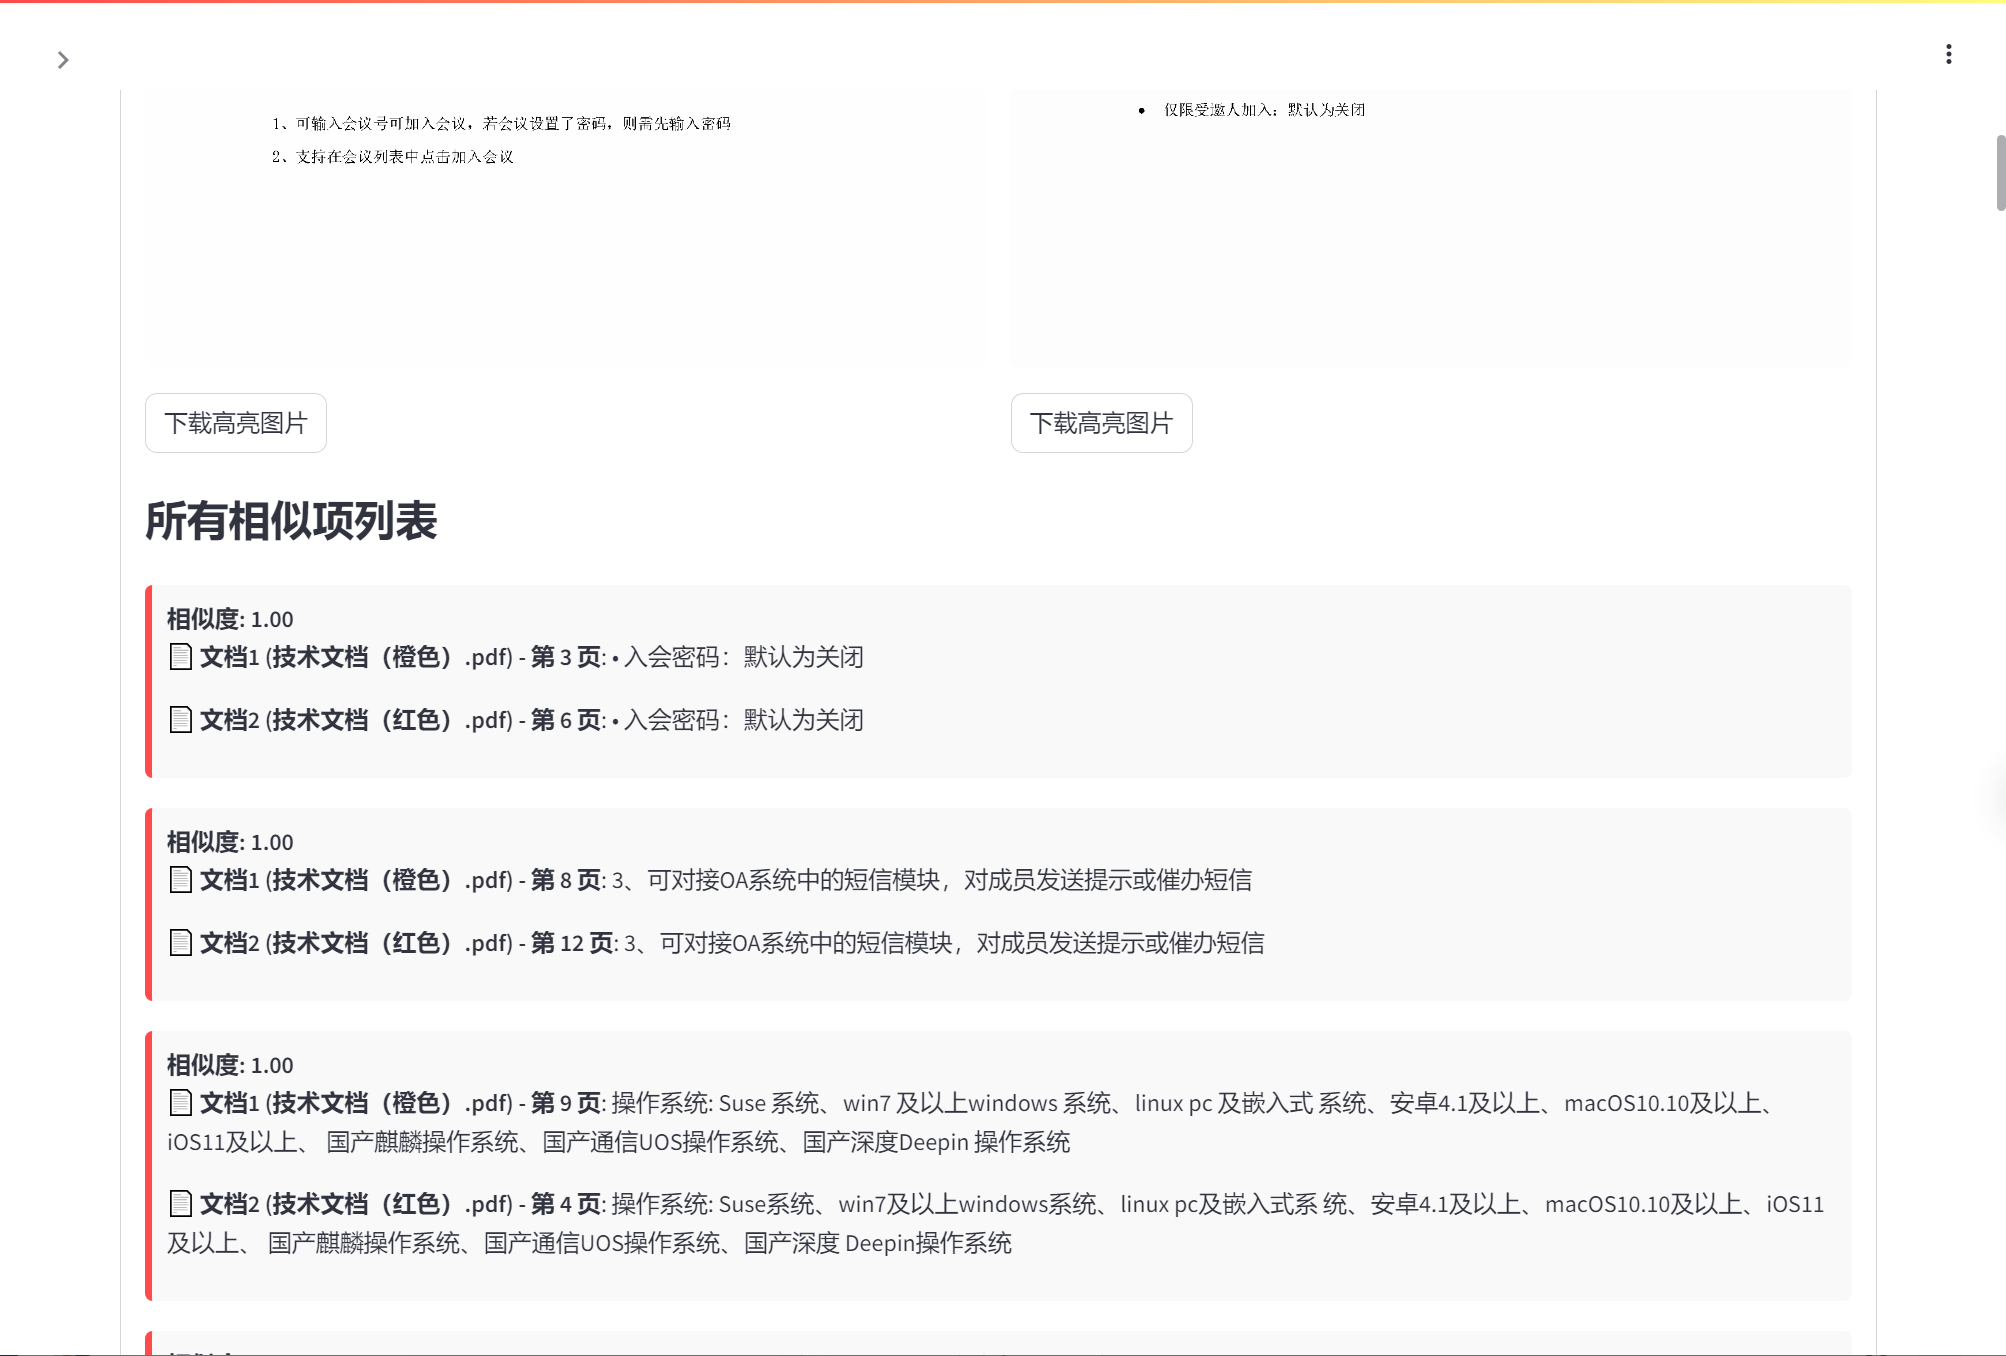 1、可输入会议号可加入会议，若会议设置了密码，则需先输入密码
2、支持在会议列表中点击加入会议
• 仅限受邀人加入：默认为关闭
下载高亮图片
下载高亮图片
所有相似项列表
相似度: 1.00
文档1 (技术文档（橙色）.pdf) - 第 3 页: • 入会密码：默认为关闭
文档2 (技术文档（红色）.pdf) - 第 6 页: • 入会密码：默认为关闭
相似度: 1.00
文档1 (技术文档（橙色）.pdf) - 第 8 页: 3、可对接OA系统中的短信模块，对成员发送提示或催办短信
文档2 (技术文档（红色）.pdf) - 第 12 页: 3、可对接OA系统中的短信模块，对成员发送提示或催办短信
相似度: 1.00
文档1 (技术文档（橙色）.pdf) - 第 9 页: 操作系统: Suse 系统、win7 及以上windows 系统、linux pc 及嵌入式 系统、安卓4.1及以上、macOS10.10及以上、
iOS11及以上、 国产麒麟操作系统、国产通信UOS操作系统、国产深度Deepin 操作系统
文档2 (技术文档（红色）.pdf) - 第 4 页: 操作系统: Suse系统、win7及以上windows系统、linux pc及嵌入式系 统、安卓4.1及以上、macOS10.10及以上、iOS11
及以上、 国产麒麟操作系统、国产通信UOS操作系统、国产深度 Deepin操作系统